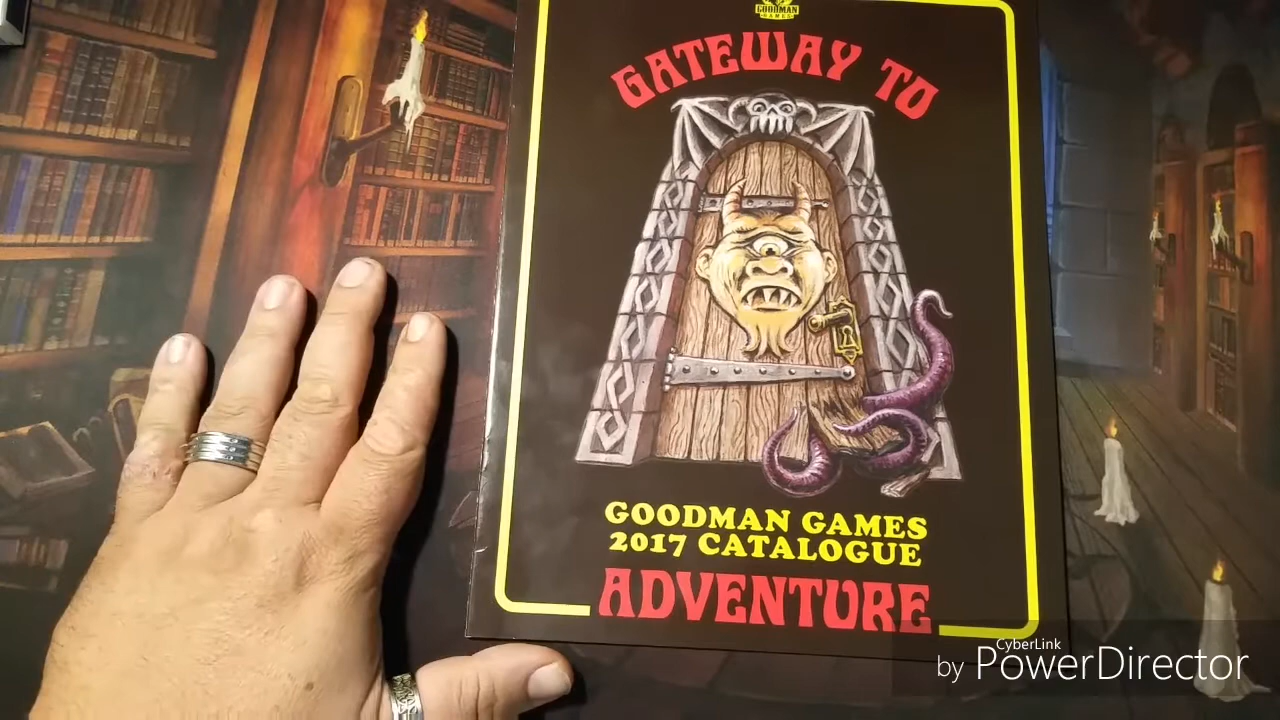 GOODMAN
GAMES
GATEWAY TO
GOODMAN GAMES
2017 CATALOGUE
ADVENTURE
CyberLink
by PowerDirector